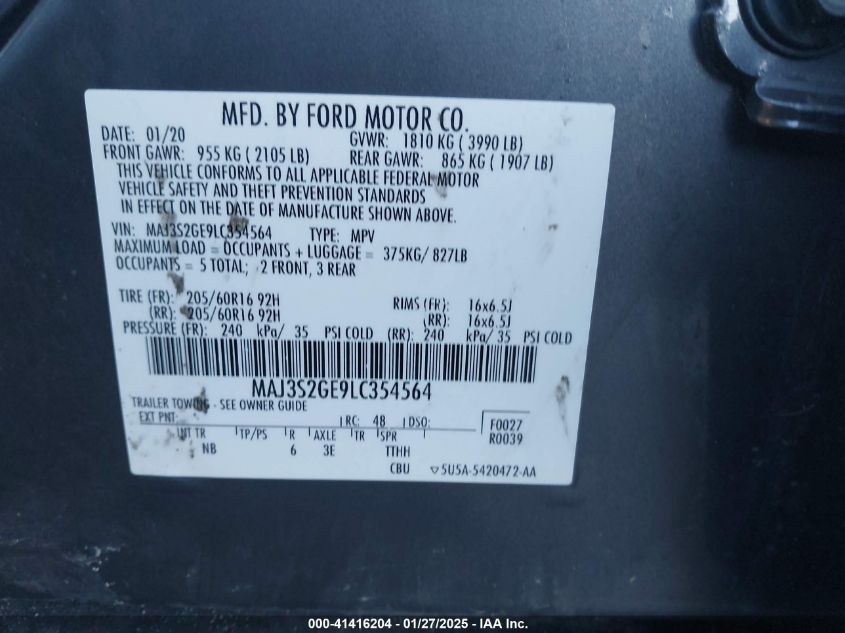 MFD. BY FORD MOTOR CO.
DATE: 01/20 GVWR: 1810 KG ( 3990 LB)
FRONT GAWR: 955 KG ( 2105 LB) REAR GAWR: 865 KG ( 1907 LB)
THIS VEHICLE CONFORMS TO ALL APPLICABLE FEDERAL MOTOR
VEHICLE SAFETY AND THEFT PREVENTION STANDARDS
IN EFFECT ON THE DATE OF MANUFACTURE SHOWN ABOVE.
VIN: MAJ3S2GE9LC354564 TYPE: MPV
MAXIMUM LOAD = OCCUPANTS + LUGGAGE = 375KG/ 827LB
OCCUPANTS = 5 TOTAL; 2 FRONT, 3 REAR
TIRE (FR): 205/60R16 92H RIMS (FR): 16x6.5J
(RR): 205/60R16 92H (RR): 16x6.5J
PRESSURE (FR): 240 kPa/ 35 PSI COLD (RR): 240 kPa/ 35 PSI COLD
MAJ3S2GE9LC354564
TRAILER TOWING - SEE OWNER GUIDE
EXT PNT: RC: 48 DSO: F0027
R0039
INT TR TP/PS R AXLE TR SPR
NB 6 3E TTHH
CBU 5U5A-5420472-AA
000-41416204 - 01/27/2025 - IAA Inc.